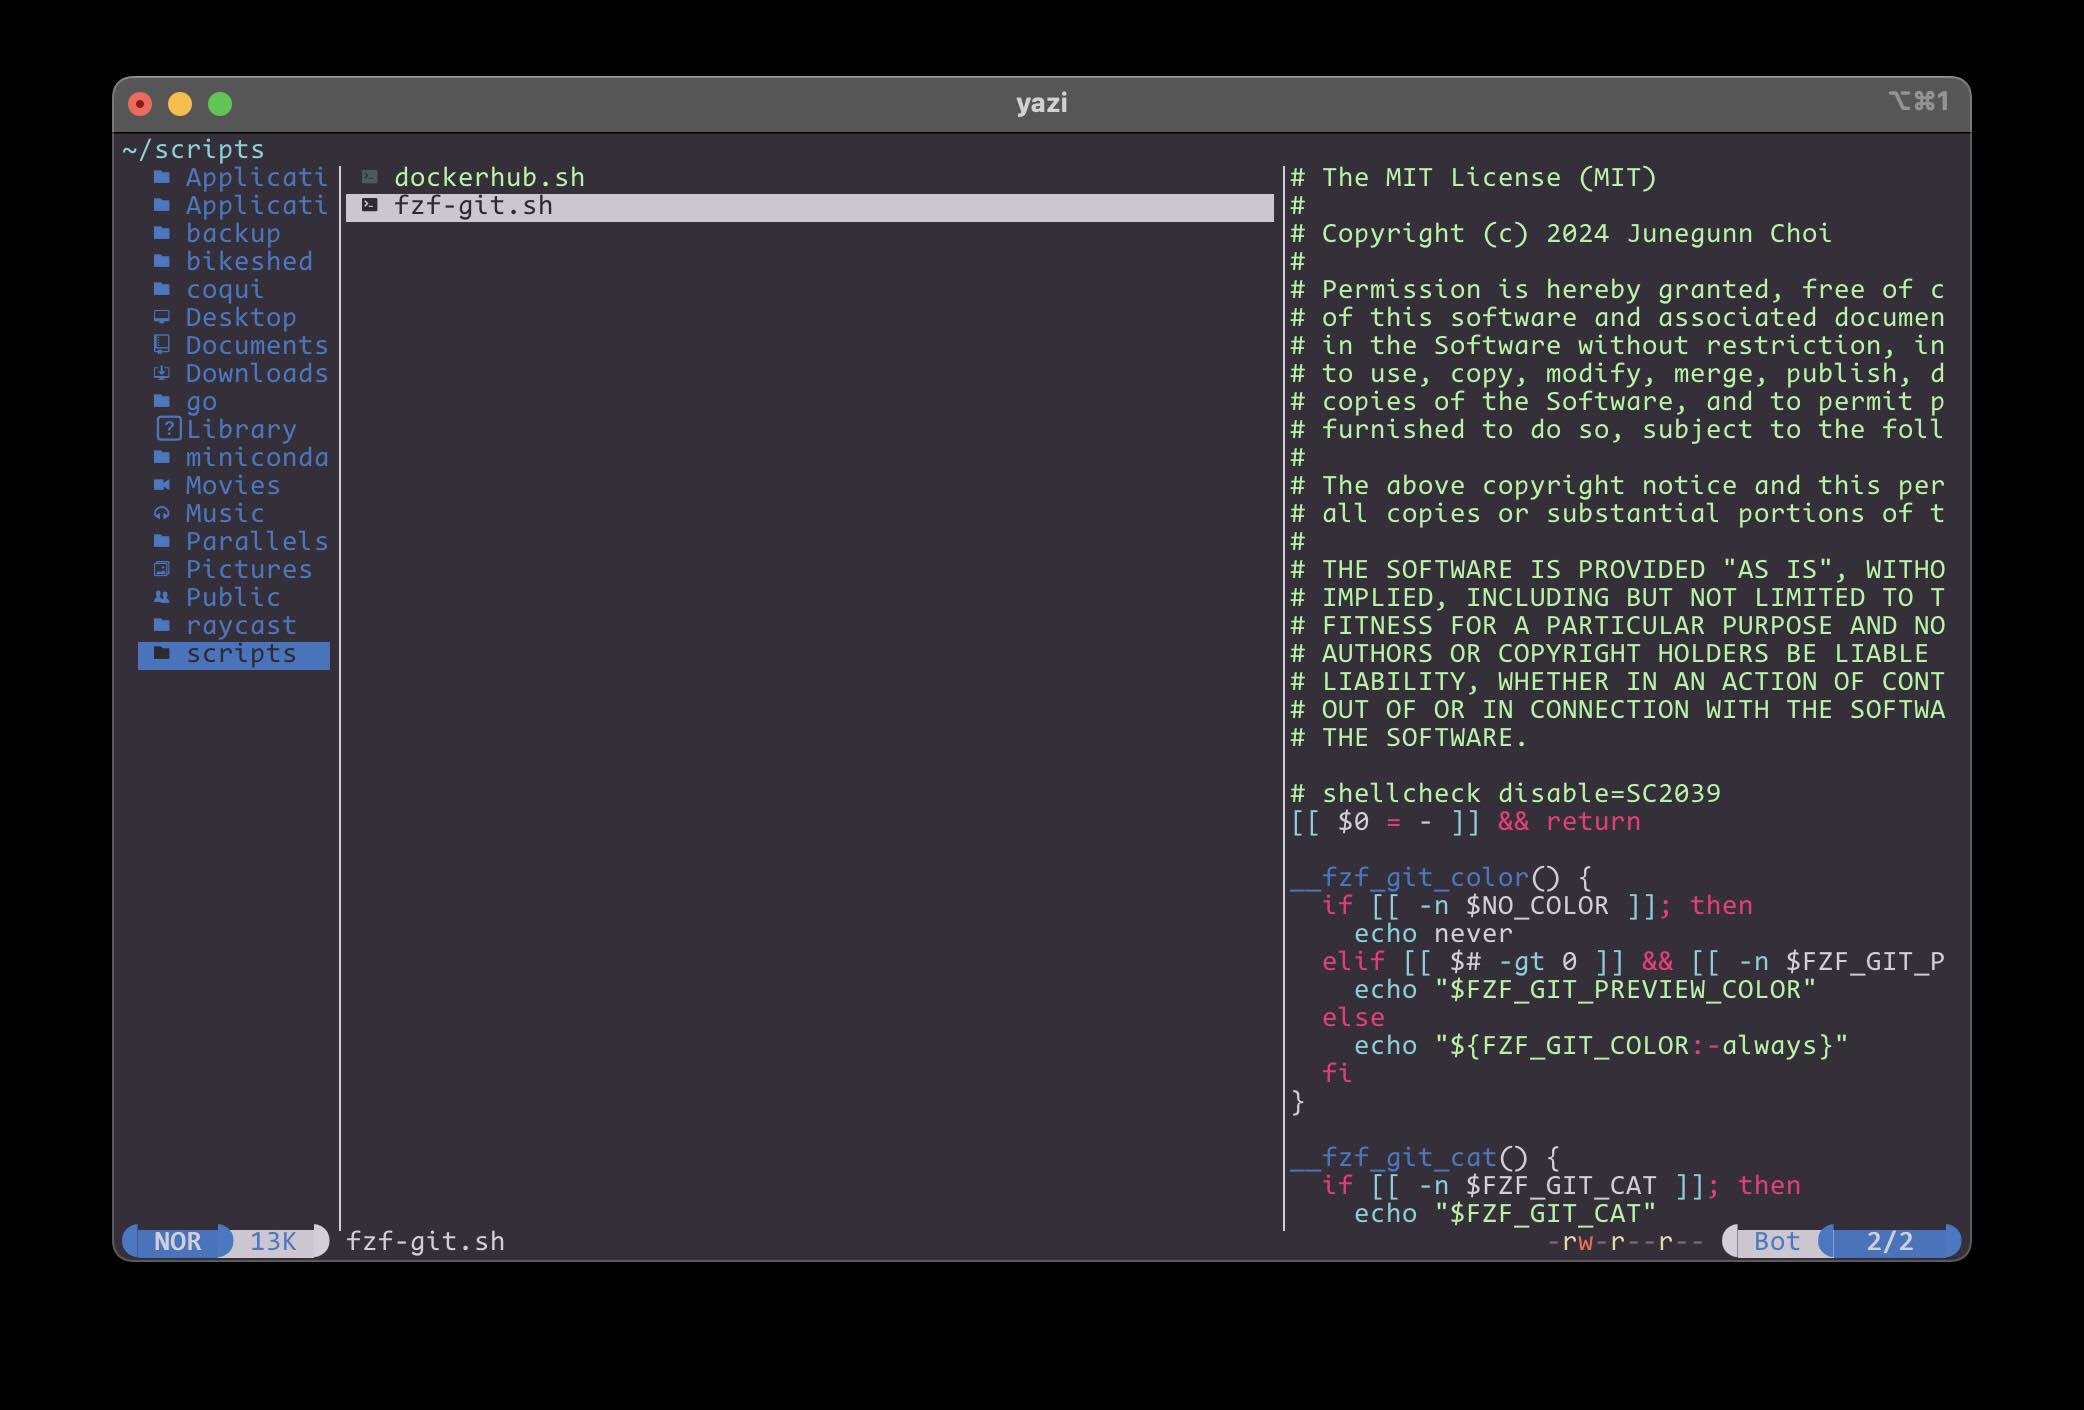 yazi
⌥⌘1
~/scripts
Applicati
Applicati
backup
bikeshed
coqui
Desktop
Documents
Downloads
go
Library
miniconda
Movies
Music
Parallels
Pictures
Public
raycast
scripts
dockerhub.sh
fzf-git.sh
# The MIT License (MIT)
#
# Copyright (c) 2024 Junegunn Choi
#
# Permission is hereby granted, free of c
# of this software and associated documen
# in the Software without restriction, in
# to use, copy, modify, merge, publish, d
# copies of the Software, and to permit p
# furnished to do so, subject to the foll
#
# The above copyright notice and this per
# all copies or substantial portions of t
#
# THE SOFTWARE IS PROVIDED "AS IS", WITHO
# IMPLIED, INCLUDING BUT NOT LIMITED TO T
# FITNESS FOR A PARTICULAR PURPOSE AND NO
# AUTHORS OR COPYRIGHT HOLDERS BE LIABLE
# LIABILITY, WHETHER IN AN ACTION OF CONT
# OUT OF OR IN CONNECTION WITH THE SOFTWA
# THE SOFTWARE.

# shellcheck disable=SC2039
[[ $0 = - ]] && return

__fzf_git_color() {
  if [[ -n $NO_COLOR ]]; then
    echo never
  elif [[ $# -gt 0 ]] && [[ -n $FZF_GIT_P
    echo "$FZF_GIT_PREVIEW_COLOR"
  else
    echo "${FZF_GIT_COLOR:-always}"
  fi
}

__fzf_git_cat() {
  if [[ -n $FZF_GIT_CAT ]]; then
    echo "$FZF_GIT_CAT"
NOR 13K fzf-git.sh -rw-r--r-- Bot 2/2